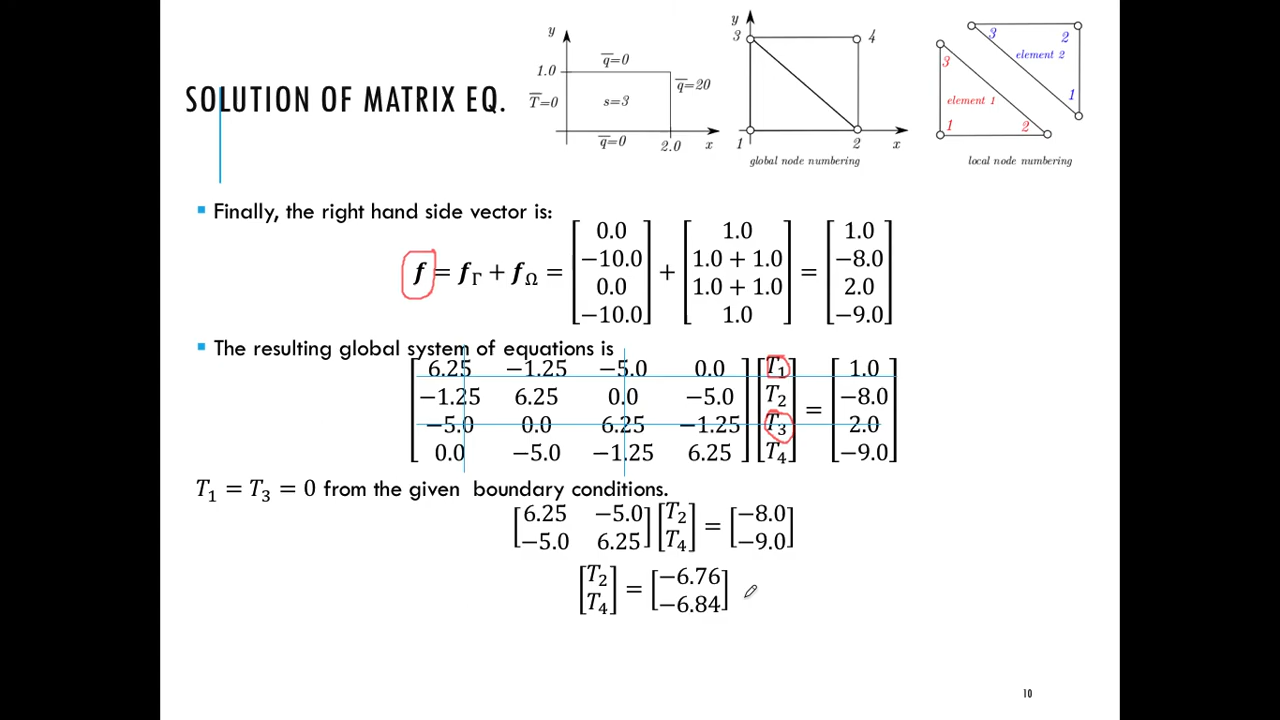 SOLUTION OF MATRIX EQ.
y
1.0
q̅=0
T̅=0
s=3
q̅=20
q̅=0
2.0
x
y
3
4
1
2
x
global node numbering
3
2
element 2
1
3
element 1
1
2
local node numbering
▪ Finally, the right hand side vector is:
f = fΓ + fΩ = [0.0 −10.0 0.0 −10.0] + [1.0 1.0 + 1.0 1.0 + 1.0 1.0] = [1.0 −8.0 2.0 −9.0]
▪ The resulting global system of equations is
6.25 −1.25 −5.0 0.0 T₁ 1.0
−1.25 6.25 0.0 −5.0 T₂ = −8.0
−5.0 0.0 6.25 −1.25 T₃ 2.0
0.0 −5.0 −1.25 6.25 T₄ −9.0
T₁ = T₃ = 0 from the given boundary conditions.
6.25 −5.0 T₂ = −8.0
−5.0 6.25 T₄ −9.0
T₂ = −6.76
T₄ −6.84
10